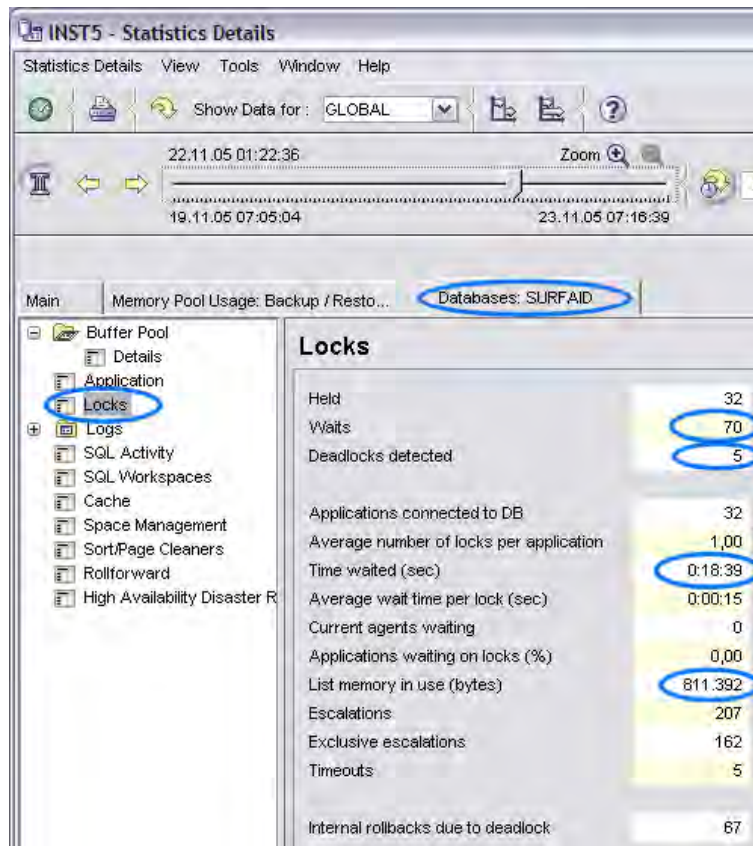 INST5 - Statistics Details
Statistics Details View Tools Window Help
Show Data for : GLOBAL
22.11.05 01:22:36 Zoom
19.11.05 07:05:04 23.11.05 07:16:39
Main Memory Pool Usage: Backup / Resto... Databases: SURFAID
Buffer Pool
Details
Application
Locks
Logs
SQL Activity
SQL Workspaces
Cache
Space Management
Sort/Page Cleaners
Rollforward
High Availability Disaster R
Locks
Held 32
Waits 70
Deadlocks detected 5
Applications connected to DB 32
Average number of locks per application 1,00
Time waited (sec) 0:18:39
Average wait time per lock (sec) 0:00:15
Current agents waiting 0
Applications waiting on locks (%) 0,00
List memory in use (bytes) 811.392
Escalations 207
Exclusive escalations 162
Timeouts 5
Internal rollbacks due to deadlock 67